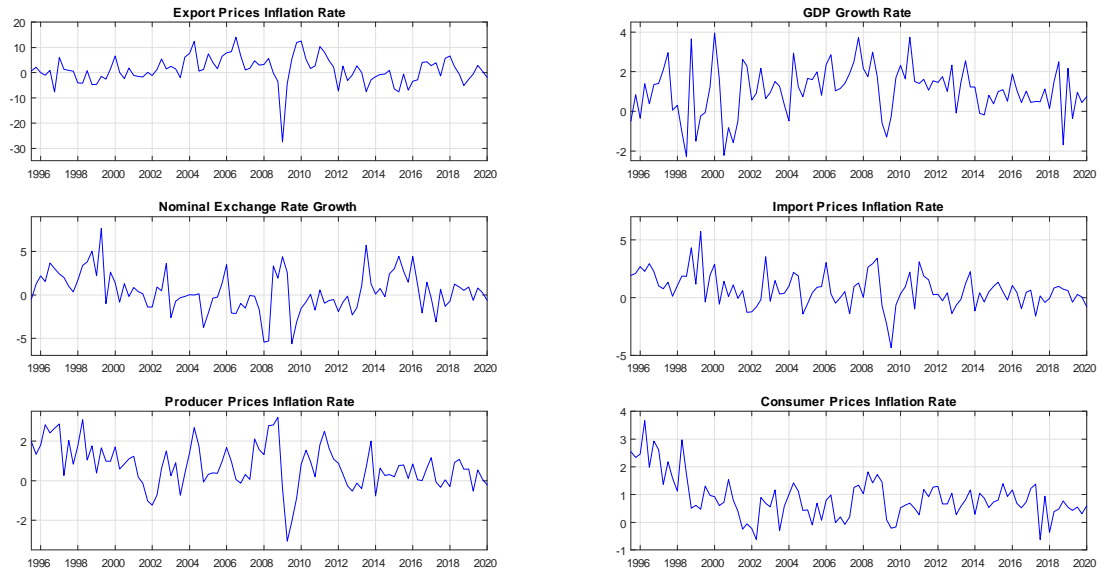 Export Prices Inflation Rate
20
10
0
-10
-20
-30
1996 1998 2000 2002 2004 2006 2008 2010 2012 2014 2016 2018 2020
GDP Growth Rate
4
2
0
-2
1996 1998 2000 2002 2004 2006 2008 2010 2012 2014 2016 2018 2020
Nominal Exchange Rate Growth
5
0
-5
1996 1998 2000 2002 2004 2006 2008 2010 2012 2014 2016 2018 2020
Import Prices Inflation Rate
5
0
-5
1996 1998 2000 2002 2004 2006 2008 2010 2012 2014 2016 2018 2020
Producer Prices Inflation Rate
2
0
-2
1996 1998 2000 2002 2004 2006 2008 2010 2012 2014 2016 2018 2020
Consumer Prices Inflation Rate
4
3
2
1
0
-1
1996 1998 2000 2002 2004 2006 2008 2010 2012 2014 2016 2018 2020